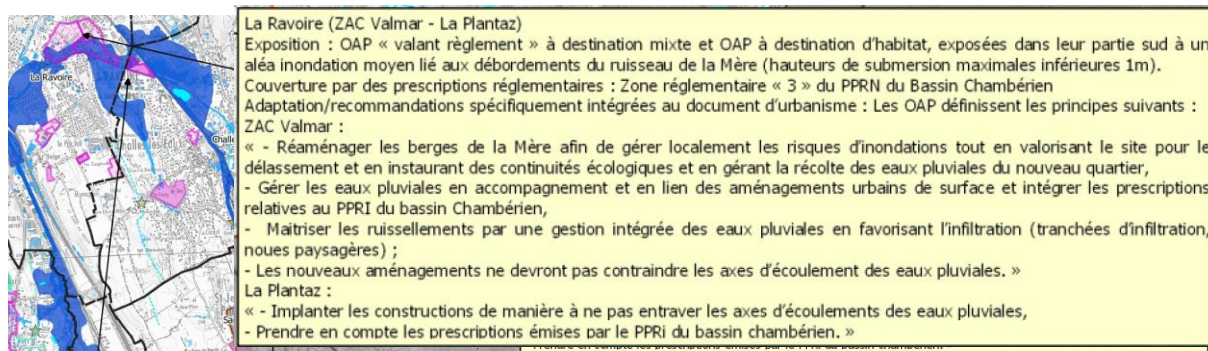 La Ravoire (ZAC Valmar - La Plantaz)
Exposition : OAP « valant règlement » à destination mixte et OAP à destination d'habitat, exposées dans leur partie sud à un
aléa inondation moyen lié aux débordements du ruisseau de la Mère (hauteurs de submersion maximales inférieures 1m).
Couverture par des prescriptions réglementaires : Zone réglementaire « 3 » du PPRN du Bassin Chambérien
Adaptation/recommandations spécifiquement intégrées au document d'urbanisme : Les OAP définissent les principes suivants :
ZAC Valmar :
« - Réaménager les berges de la Mère afin de gérer localement les risques d'inondations tout en valorisant le site pour le
délassement et en instaurant des continuités écologiques et en gérant la récolte des eaux pluviales du nouveau quartier,
- Gérer les eaux pluviales en accompagnement et en lien des aménagements urbains de surface et intégrer les prescriptions
relatives au PPRI du bassin Chambérien,
- Maitriser les ruissellements par une gestion intégrée des eaux pluviales en favorisant l'infiltration (tranchées d'infiltration,
noues paysagères) ;
- Les nouveaux aménagements ne devront pas contraindre les axes d'écoulement des eaux pluviales. »
La Plantaz :
« - Implanter les constructions de manière à ne pas entraver les axes d'écoulements des eaux pluviales,
- Prendre en compte les prescriptions émises par le PPRi du bassin chambérien. »
La Ravoire
Challes-les-Eaux
Challe